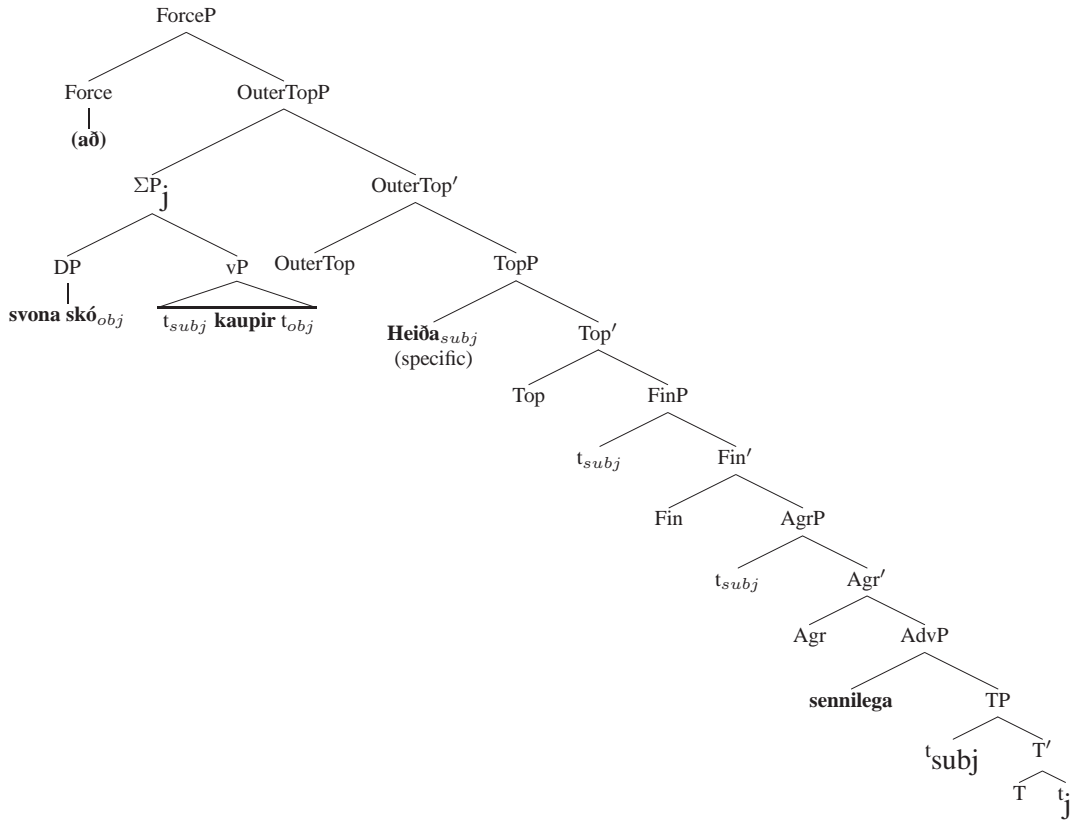 ForceP
Force OuterTopP
(að)
ΣPj OuterTop′
DP vP OuterTop TopP
svona skóobj tsubj kaupir tobj Heiðasubj Top′
(specific)
Top FinP
tsubj Fin′
Fin AgrP
tsubj Agr′
Agr AdvP
sennilega TP
tsubj T′
T tj